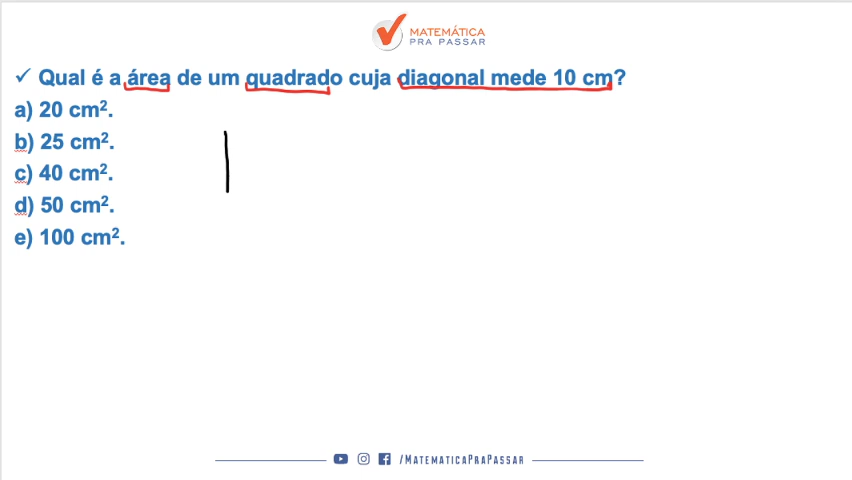 MATEMÁTICA
PRA PASSAR
✓ Qual é a área de um quadrado cuja diagonal mede 10 cm?
a) 20 cm².
b) 25 cm².
c) 40 cm².
d) 50 cm².
e) 100 cm².
/MATEMATICAPRAPASSAR